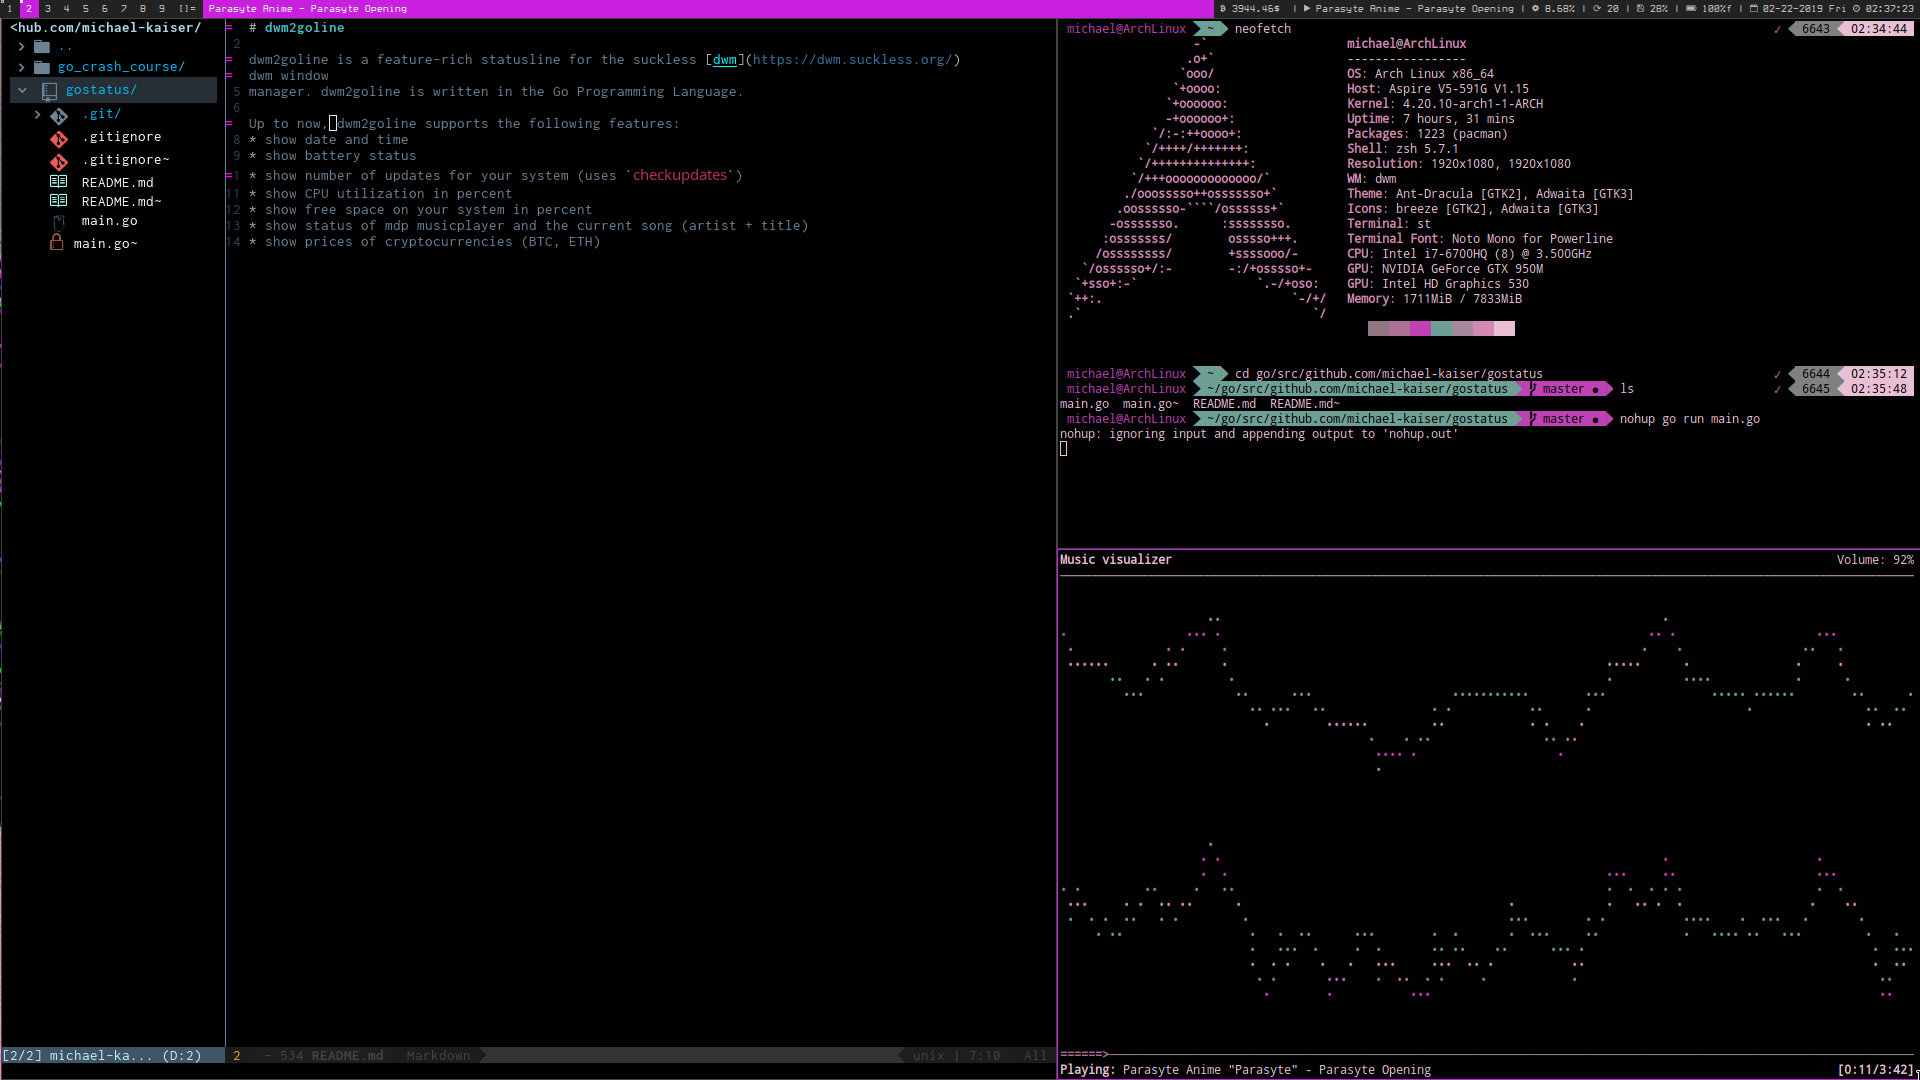 1 2 3 4 5 6 7 8 9 []= Parasyte Anime - Parasyte Opening
3944.46$ | Parasyte Anime - Parasyte Opening | 8.68% | 20 | 28% | 100%f | 02-22-2019 Fri 02:37:23
<hub.com/michael-kaiser/
..
go_crash_course/
gostatus/
.git/
.gitignore
.gitignore~
README.md
README.md~
main.go
main.go~
[2/2] michael-ka... (D:2)
# dwm2goline
2
dwm2goline is a feature-rich statusline for the suckless [dwm](https://dwm.suckless.org/)
dwm window
5 manager. dwm2goline is written in the Go Programming Language.
6
Up to now, dwm2goline supports the following features:
8 * show date and time
9 * show battery status
1 * show number of updates for your system (uses `checkupdates`)
11 * show CPU utilization in percent
12 * show free space on your system in percent
13 * show status of mdp musicplayer and the current song (artist + title)
14 * show prices of cryptocurrencies (BTC, ETH)
2 - 534 README.md Markdown unix | 7:10 All
michael@ArchLinux ~ neofetch ✓ 6643 02:34:44
michael@ArchLinux
-----------------
OS: Arch Linux x86_64
Host: Aspire V5-591G V1.15
Kernel: 4.20.10-arch1-1-ARCH
Uptime: 7 hours, 31 mins
Packages: 1223 (pacman)
Shell: zsh 5.7.1
Resolution: 1920x1080, 1920x1080
WM: dwm
Theme: Ant-Dracula [GTK2], Adwaita [GTK3]
Icons: breeze [GTK2], Adwaita [GTK3]
Terminal: st
Terminal Font: Noto Mono for Powerline
CPU: Intel i7-6700HQ (8) @ 3.500GHz
GPU: NVIDIA GeForce GTX 950M
GPU: Intel HD Graphics 530
Memory: 1711MiB / 7833MiB
michael@ArchLinux ~ cd go/src/github.com/michael-kaiser/gostatus ✓ 6644 02:35:12
michael@ArchLinux ~/go/src/github.com/michael-kaiser/gostatus master ● ls ✓ 6645 02:35:48
main.go main.go~ README.md README.md~
michael@ArchLinux ~/go/src/github.com/michael-kaiser/gostatus master ● nohup go run main.go
nohup: ignoring input and appending output to 'nohup.out'
Music visualizer Volume: 92%
======>
Playing: Parasyte Anime "Parasyte" - Parasyte Opening [0:11/3:42]